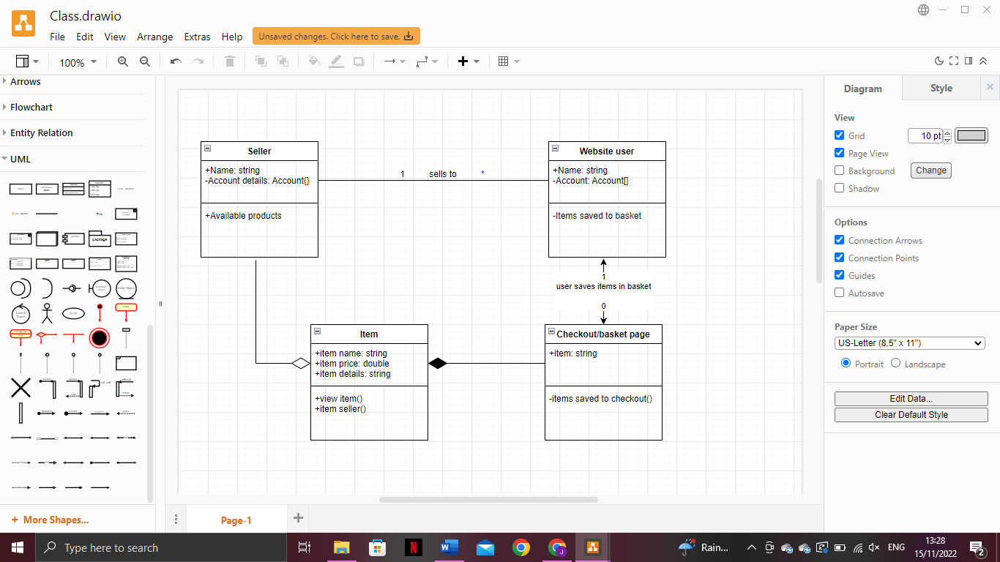 Class.drawio
File Edit View Arrange Extras Help Unsaved changes. Click here to save.
100%
Arrows
Flowchart
Entity Relation
UML
Title
package
+ More Shapes...
Seller
+Name: string
-Account details: Account{}
+Available products
1 sells to *
Website user
+Name: string
-Account: Account[]
-Items saved to basket
1
user saves items in basket
0
Item
+item name: string
+item price: double
+item details: string
+view item()
+item seller()
Checkout/basket page
+item: string
-items saved to checkout()
Page-1
Diagram Style
View
Grid 10 pt
Page View
Background Change
Shadow
Options
Connection Arrows
Connection Points
Guides
Autosave
Paper Size
US-Letter (8,5" x 11")
Portrait Landscape
Edit Data...
Clear Default Style
Type here to search
N
W
J
Rain...
ENG
13:28
15/11/2022
2